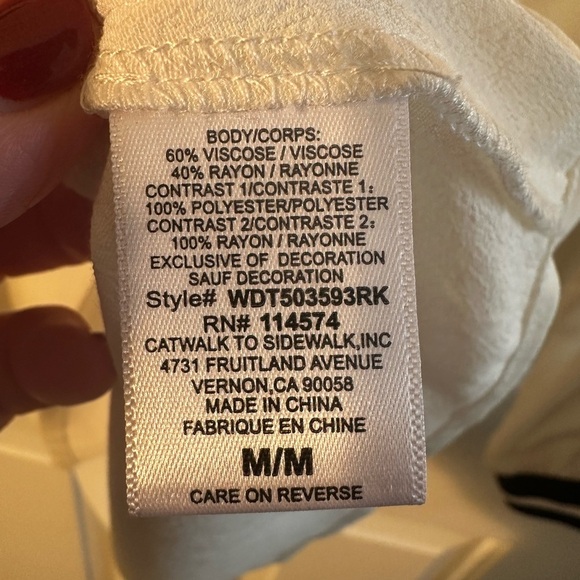 BODY/CORPS:
60% VISCOSE / VISCOSE
40% RAYON / RAYONNE
CONTRAST 1/CONTRASTE 1:
100% POLYESTER/POLYESTER
CONTRAST 2/CONTRASTE 2:
100% RAYON / RAYONNE
EXCLUSIVE OF DECORATION
SAUF DECORATION
Style# WDT503593RK
RN# 114574
CATWALK TO SIDEWALK,INC
4731 FRUITLAND AVENUE
VERNON,CA 90058
MADE IN CHINA
FABRIQUE EN CHINE
M/M
CARE ON REVERSE